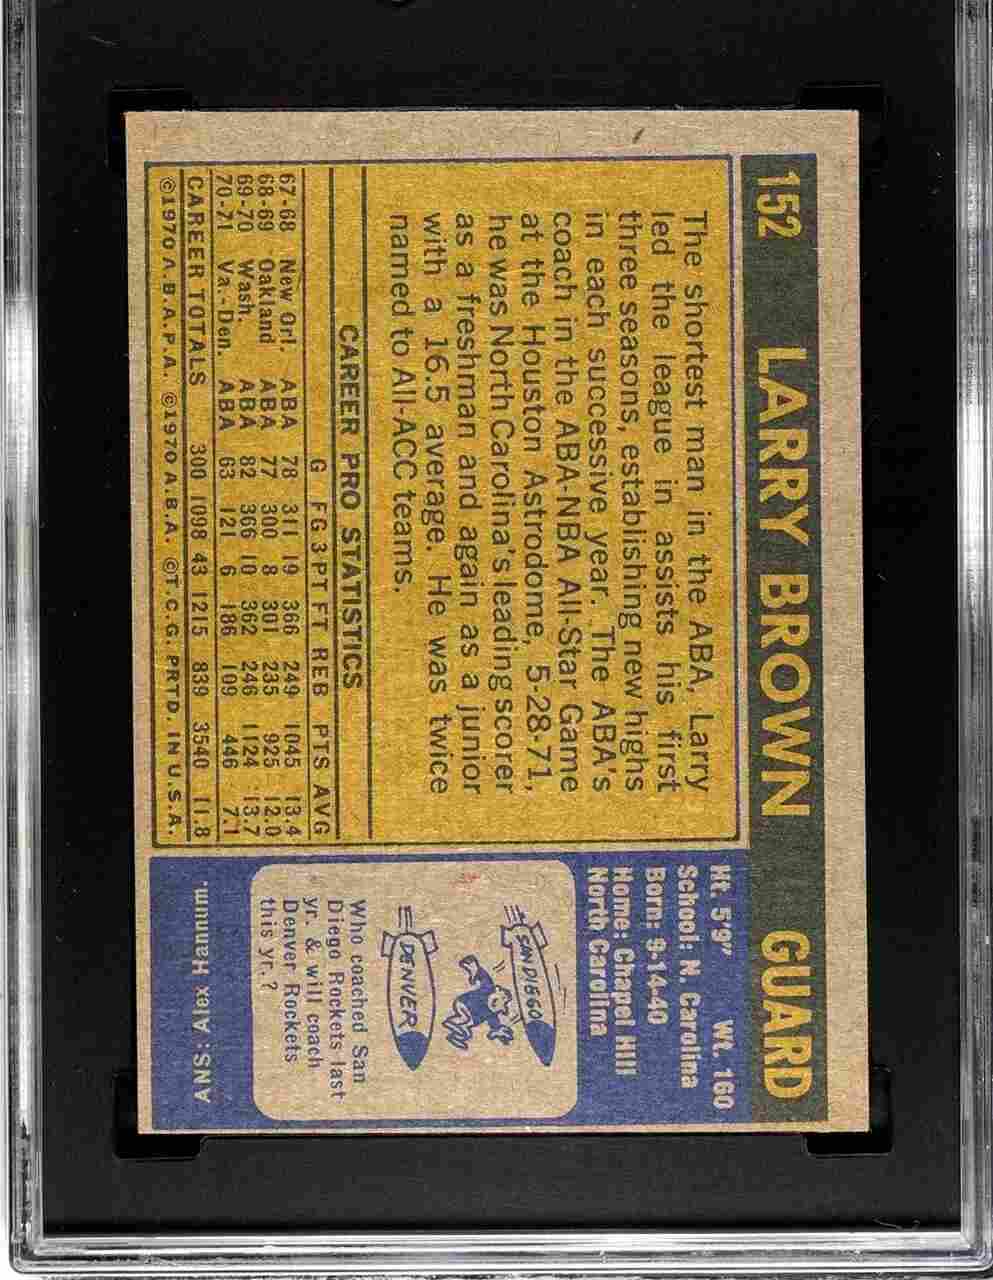 152 LARRY BROWN GUARD
The shortest man in the ABA, Larry
led the league in assists his first
three seasons, establishing new highs
in each successive year. The ABA's
coach in the ABA-NBA All-Star Game
at the Houston Astrodome, 5-28-71,
he was North Carolina's leading scorer
as a freshman and again as a junior
with a 16.5 average. He was twice
named to All-ACC teams.
CAREER PRO STATISTICS
G FG 3PT FT REB PTS AVG
67-68 New Orl. ABA 78 311 19 366 249 1045 13.4
68-69 Oakland ABA 77 300 8 301 235 925 12.0
69-70 Wash. ABA 82 366 10 362 246 1124 13.7
70-71 Va.-Den. ABA 63 121 6 186 109 446 7.1
CAREER TOTALS 300 1098 43 1215 839 3540 11.8
©1970 A.B.A.P.A. ©1970 A.B.A. ©T.C.G. PRTD. IN U.S.A.
Ht. 5'9" Wt. 160
School: N. Carolina
Born: 9-14-40
Home: Chapel Hill
North Carolina
SAN DIEGO
DENVER
Who coached San
Diego Rockets last
yr. & will coach
Denver Rockets
this yr.?
ANS: Alex Hannum.